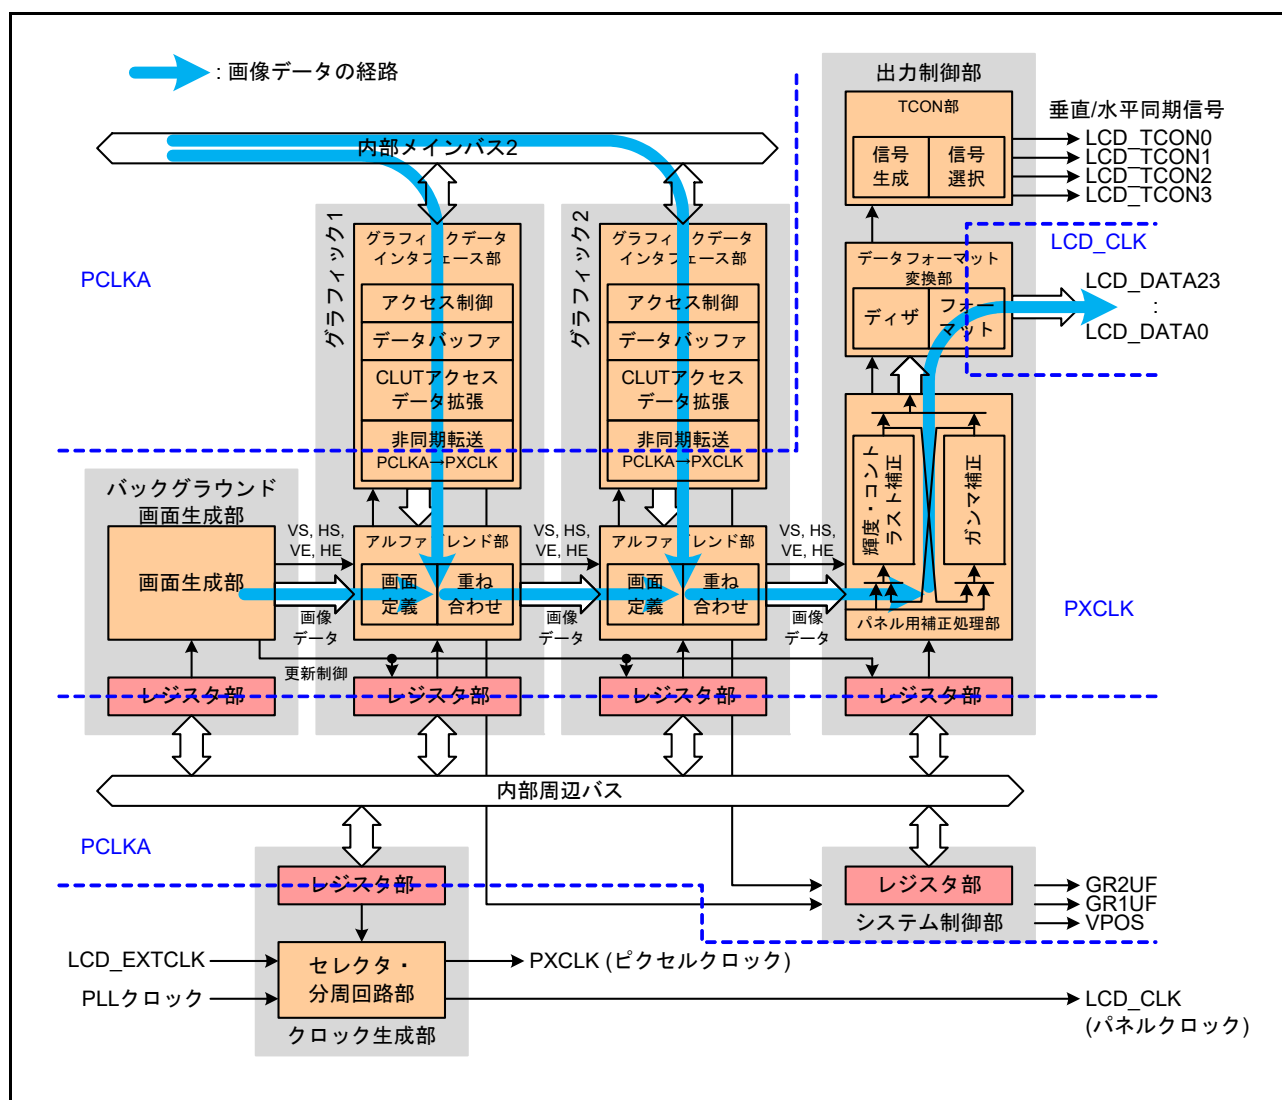 : 画像データの経路
内部メインバス2
出力制御部
TCON部
信号
生成
信号
選択
垂直/水平同期信号
LCD_TCON0
LCD_TCON1
LCD_TCON2
LCD_TCON3
PCLKA
グラフィック1
グラフィックデータ
インタフェース部
アクセス制御
データバッファ
CLUTアクセス
データ拡張
非同期転送
PCLKA→PXCLK
グラフィック2
グラフィックデータ
インタフェース部
アクセス制御
データバッファ
CLUTアクセス
データ拡張
非同期転送
PCLKA→PXCLK
データフォーマット
変換部
ディザ
フォー
マット
LCD_CLK
LCD_DATA23
:
LCD_DATA0
バックグラウンド
画面生成部
画面生成部
VS, HS,
VE, HE
画像
データ
アルファブレンド部
画面
定義
重ね
合わせ
VS, HS,
VE, HE
画像
データ
アルファブレンド部
画面
定義
重ね
合わせ
VS, HS,
VE, HE
画像
データ
輝度・コント
ラスト補正
ガンマ補正
パネル用補正処理部
PXCLK
更新制御
レジスタ部
レジスタ部
レジスタ部
レジスタ部
内部周辺バス
PCLKA
レジスタ部
レジスタ部
システム制御部
GR2UF
GR1UF
VPOS
LCD_EXTCLK
PLLクロック
セレクタ・
分周回路部
クロック生成部
PXCLK (ピクセルクロック)
LCD_CLK
(パネルクロック)